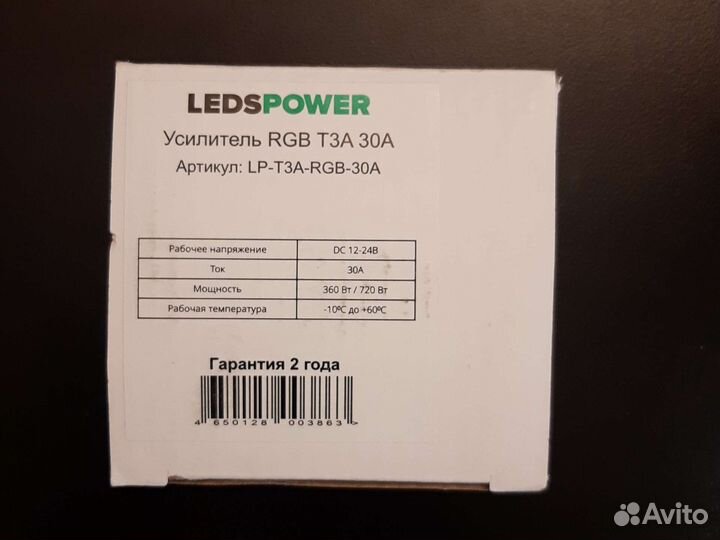 LEDSPOWER
Усилитель RGB T3A 30A
Артикул: LP-T3A-RGB-30A
Рабочее напряжение DC 12-24В
Ток 30А
Мощность 360 Вт / 720 Вт
Рабочая температура -10ºC до +60ºC
Гарантия 2 года
4 650128 003863 >
Avito